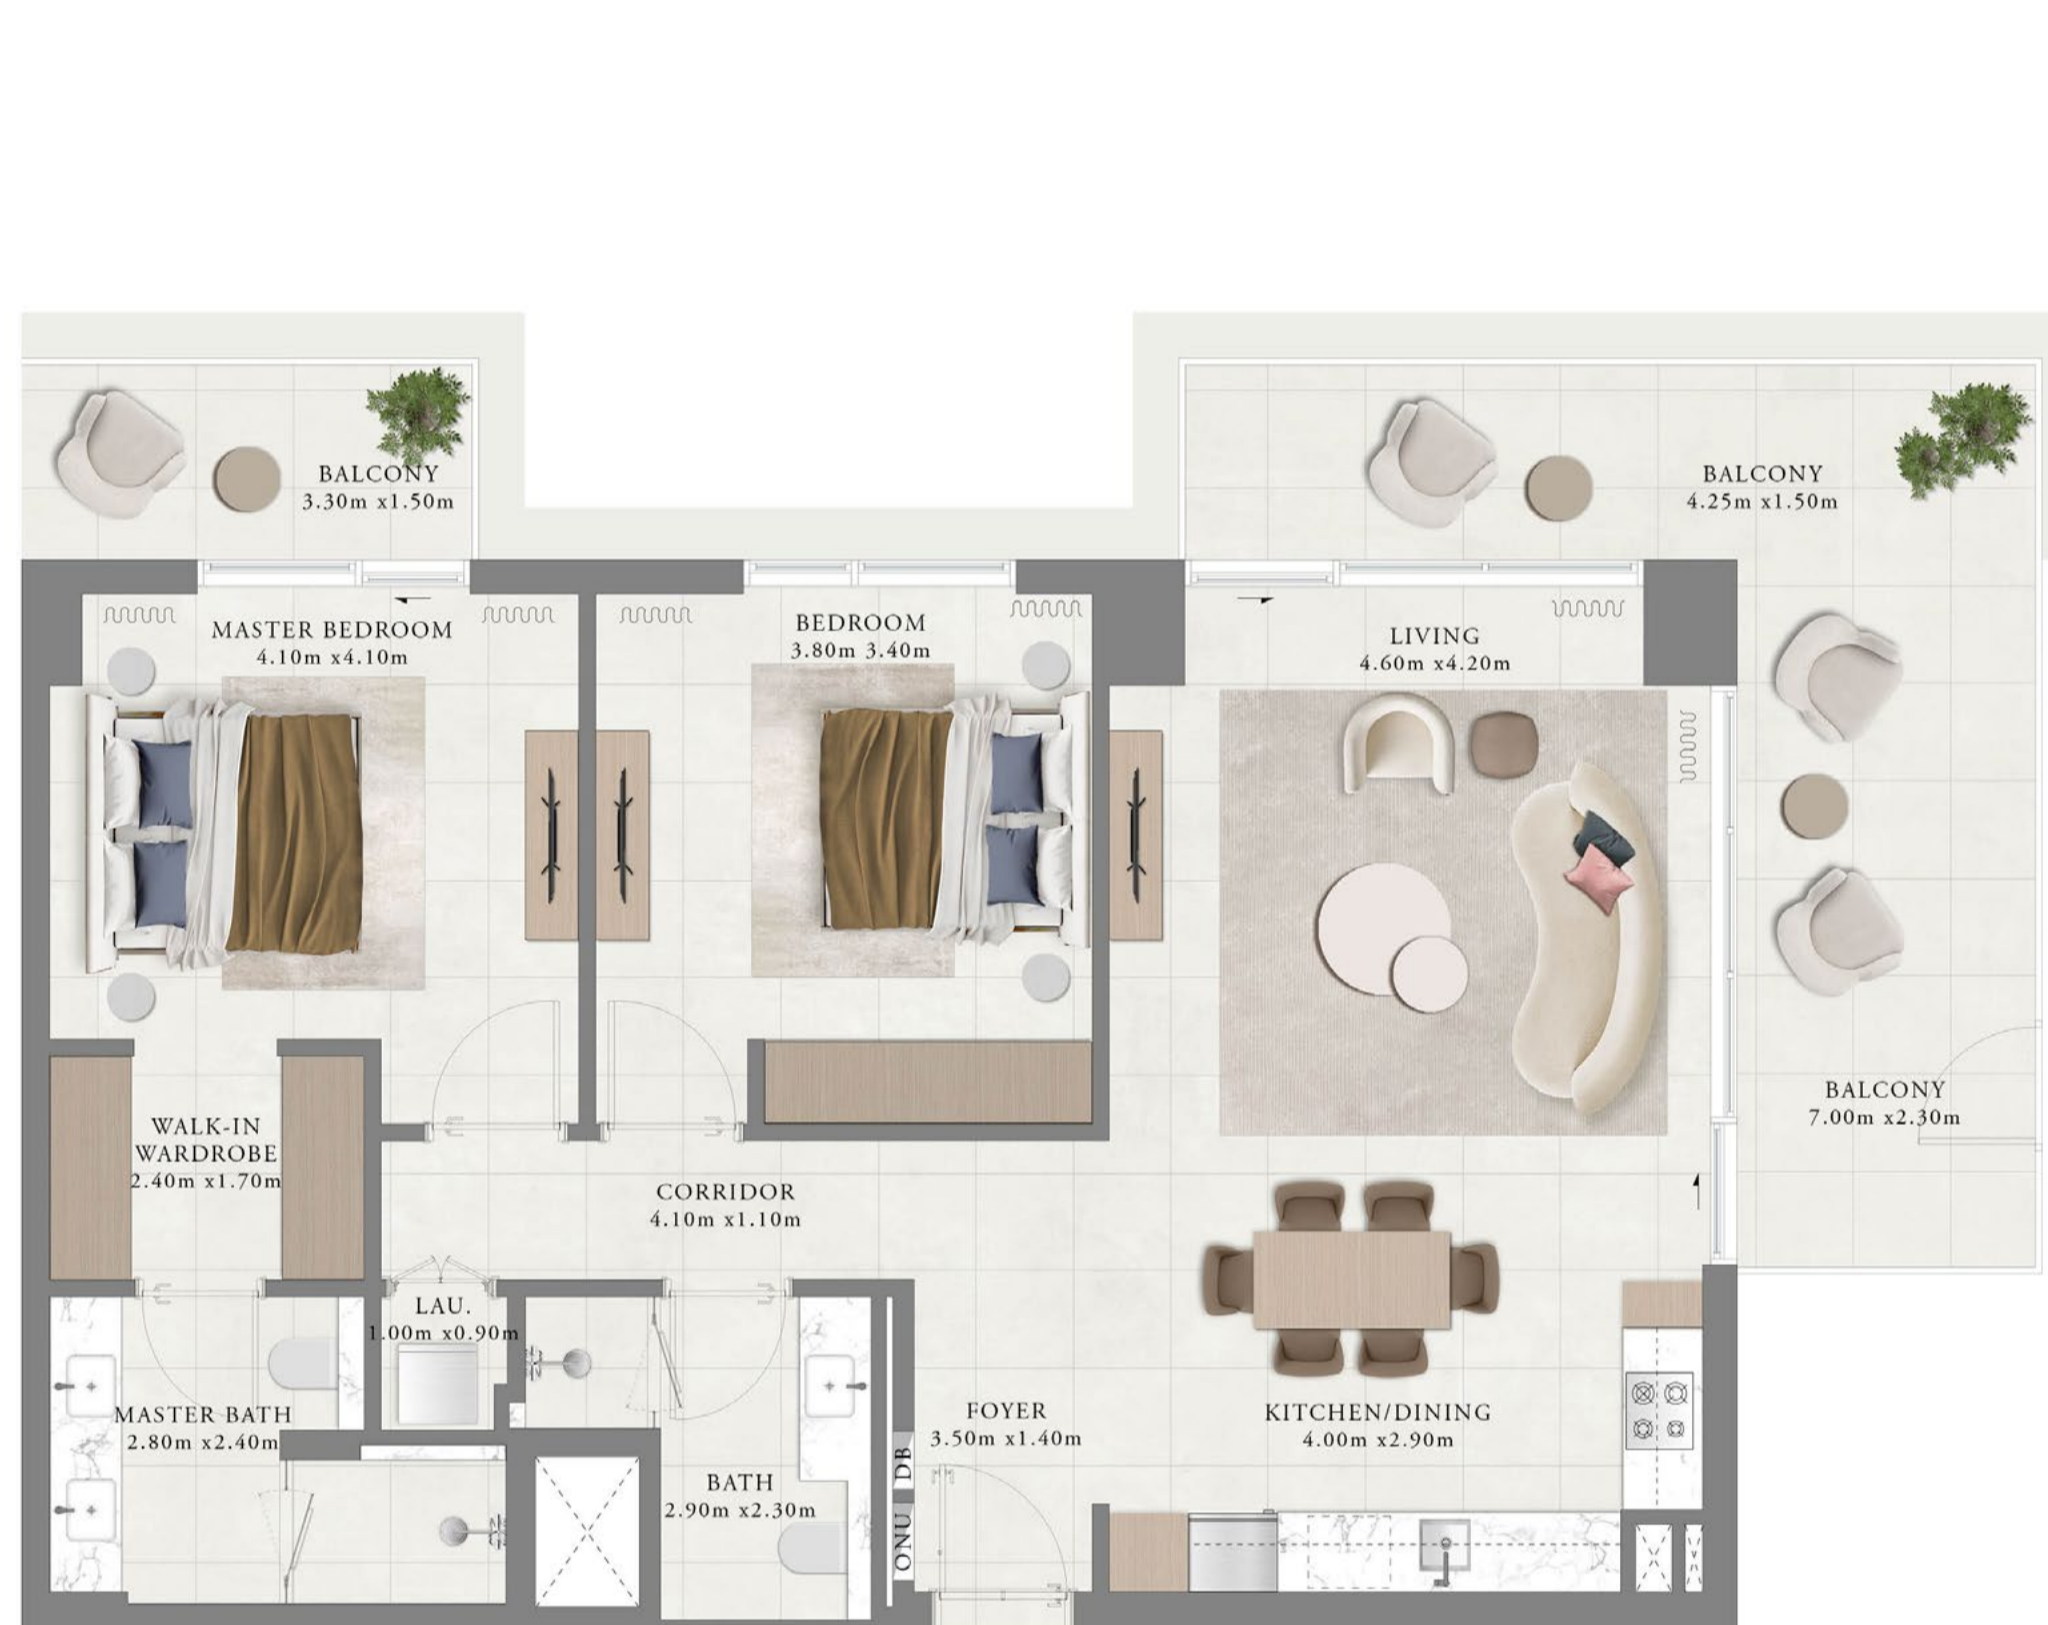 BALCONY
3.30m x1.50m
BALCONY
4.25m x1.50m
MASTER BEDROOM
4.10m x4.10m
BEDROOM
3.80m 3.40m
LIVING
4.60m x4.20m
BALCONY
7.00m x2.30m
WALK-IN
WARDROBE
2.40m x1.70m
CORRIDOR
4.10m x1.10m
LAU.
1.00m x0.90m
MASTER BATH
2.80m x2.40m
BATH
2.90m x2.30m
DB
ONU
FOYER
3.50m x1.40m
KITCHEN/DINING
4.00m x2.90m